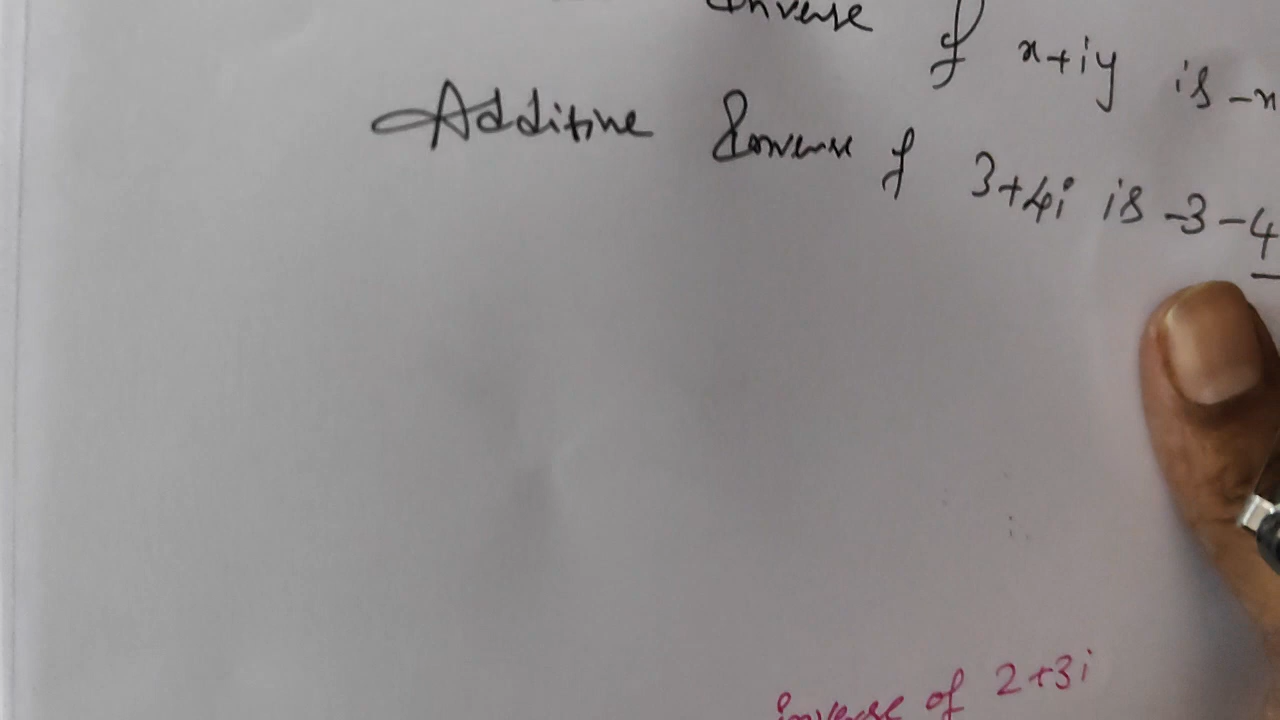 Inverse of x+iy is -x
Additive Inverse of 3+4i is -3-4
inverse of 2+3i